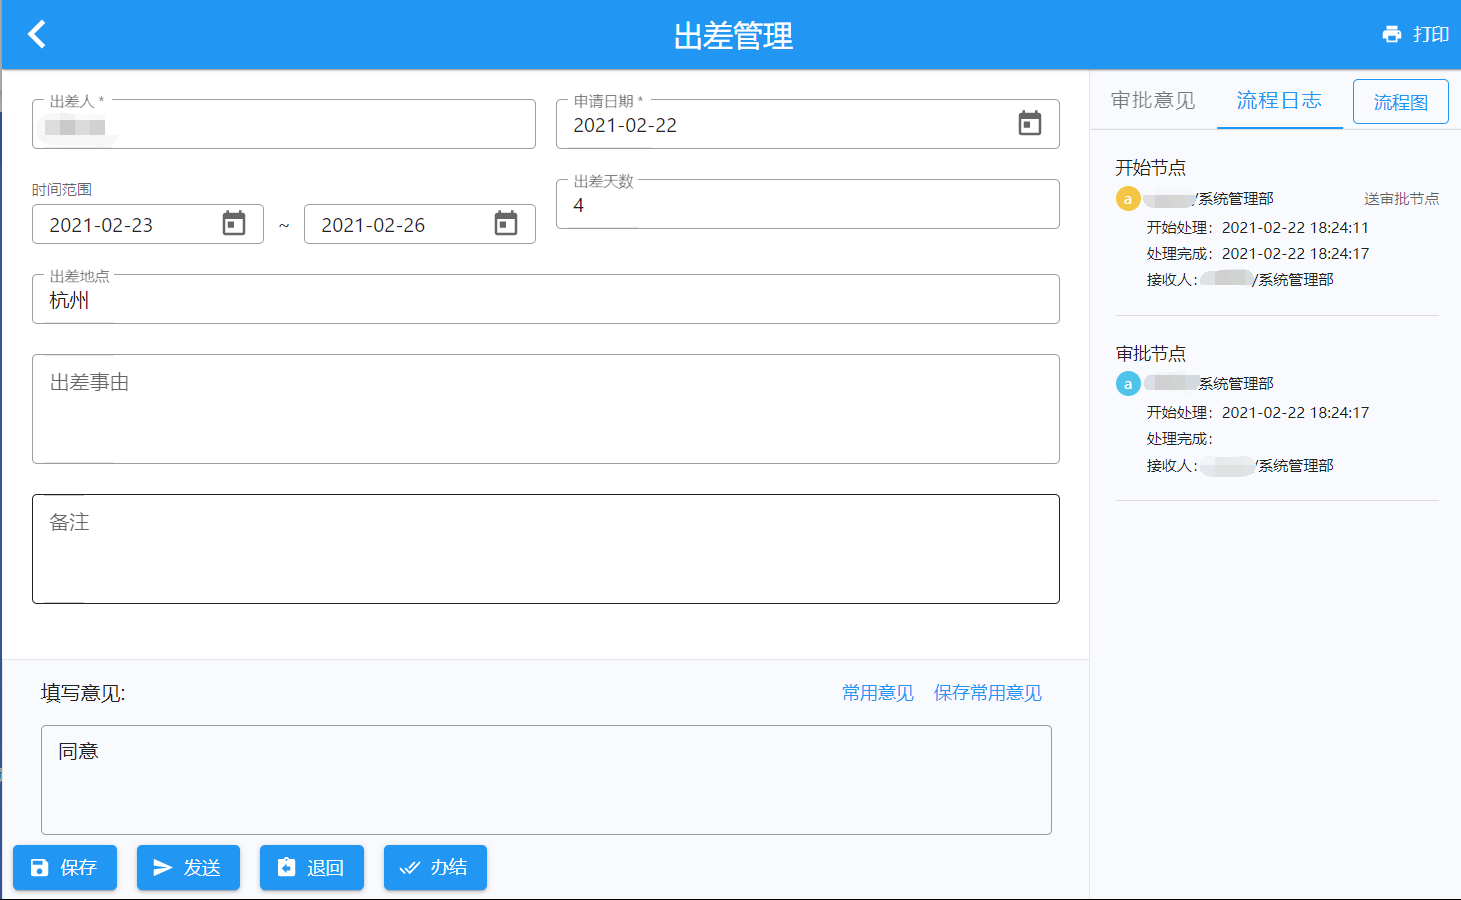 出差管理
打印
出差人 *
申请日期 *
2021-02-22
时间范围
2021-02-23 ~ 2021-02-26
出差天数
4
出差地点
杭州
出差事由
备注
填写意见:
常用意见 保存常用意见
同意
保存 发送 退回 办结
审批意见 流程日志 流程图
开始节点
a /系统管理部 送审批节点
开始处理：2021-02-22 18:24:11
处理完成：2021-02-22 18:24:17
接收人： /系统管理部
审批节点
a 系统管理部
开始处理：2021-02-22 18:24:17
处理完成：
接收人： /系统管理部